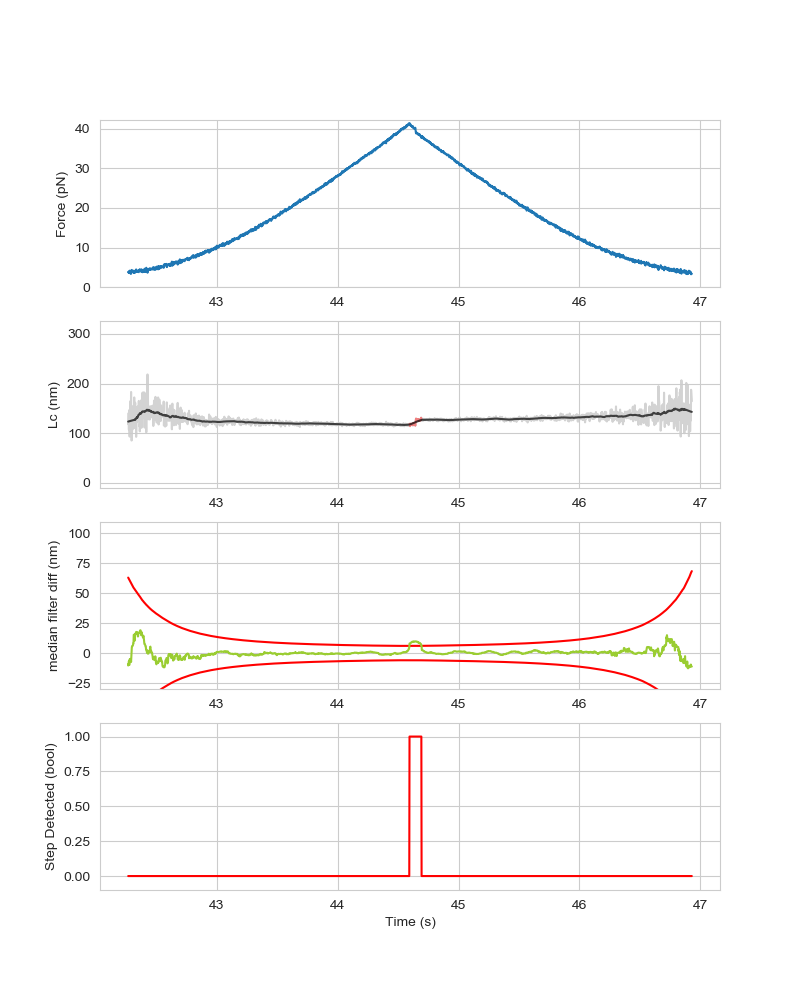 40
30
20
10
0
Force (pN)
43 44 45 46 47
300
200
100
0
Lc (nm)
43 44 45 46 47
100
75
50
25
0
−25
median filter diff (nm)
43 44 45 46 47
1.00
0.75
0.50
0.25
0.00
Step Detected (bool)
43 44 45 46 47
Time (s)